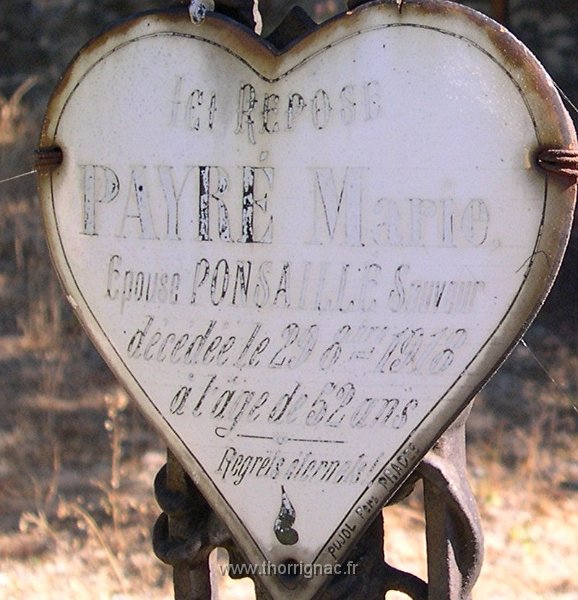 Ici Repose
PAYRÉ Marie,
Epouse PONSAILLE Sauveur
décédée le 29 8bre 1918
à l'âge de 52 ans
Regrets éternels !
PUJOL Fres PRADES
www.thorrignac.fr